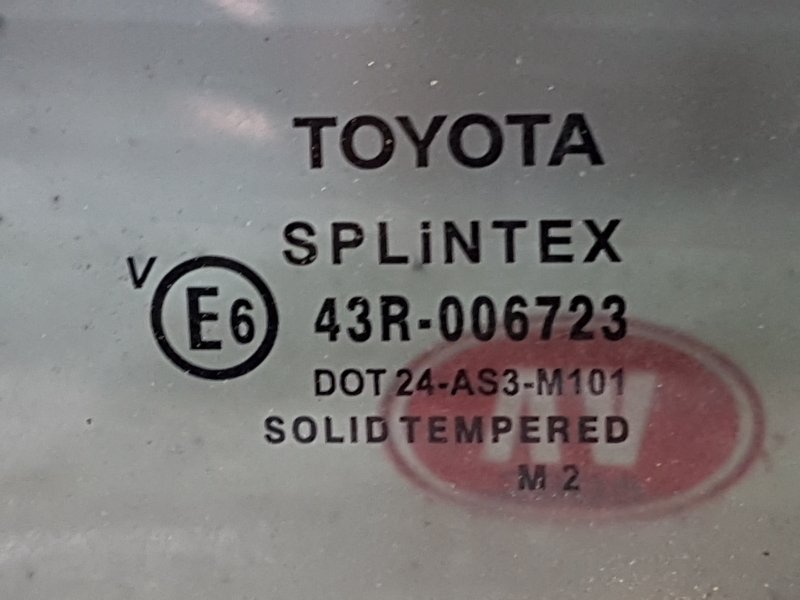 TOYOTA
SPLiNTEX
V
E6 43R-006723
DOT 24-AS3-M101
SOLID TEMPERED
M 2